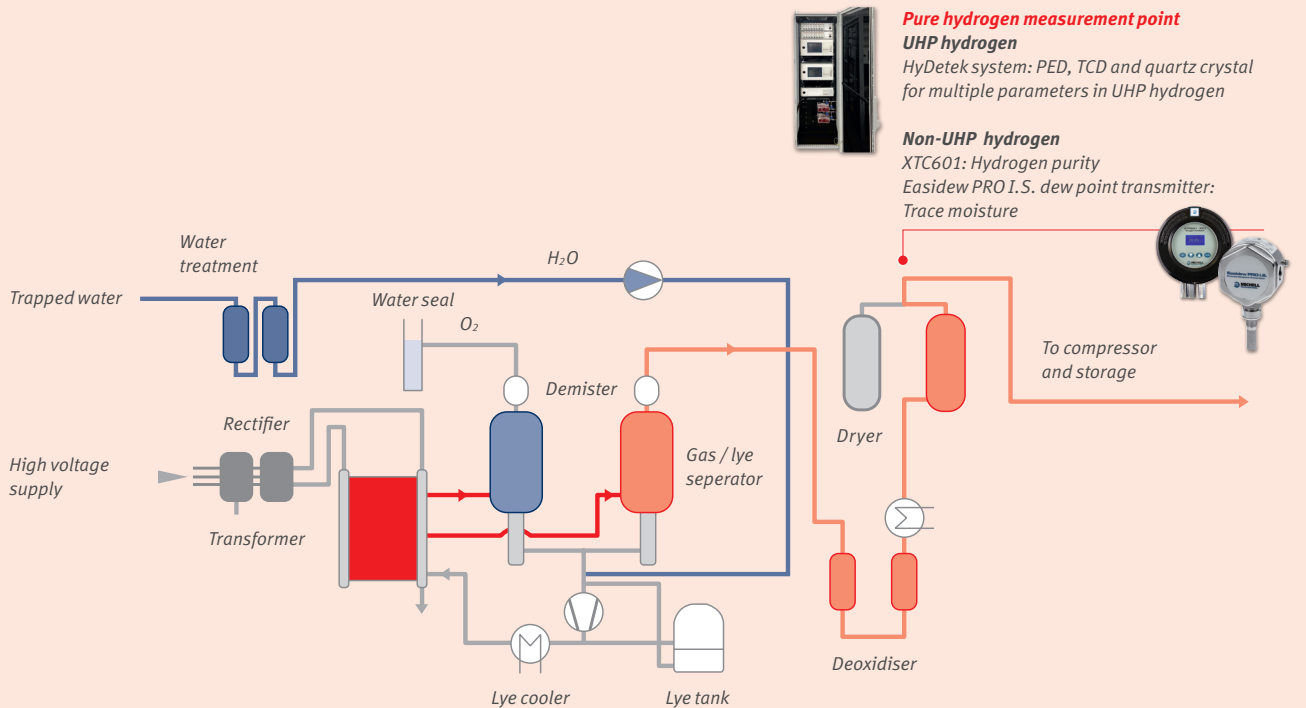 Pure hydrogen measurement point
UHP hydrogen
HyDetek system: PED, TCD and quartz crystal
for multiple parameters in UHP hydrogen
Non-UHP hydrogen
XTC601: Hydrogen purity
Easidew PRO I.S. dew point transmitter:
Trace moisture
Water
treatment
H₂O
Trapped water
Water seal
O₂
Easidew PRO I.S.
MICHELL
To compressor
and storage
Demister
Rectifier
Dryer
High voltage
supply
Gas / lye
seperator
Transformer
Deoxidiser
Lye cooler
Lye tank